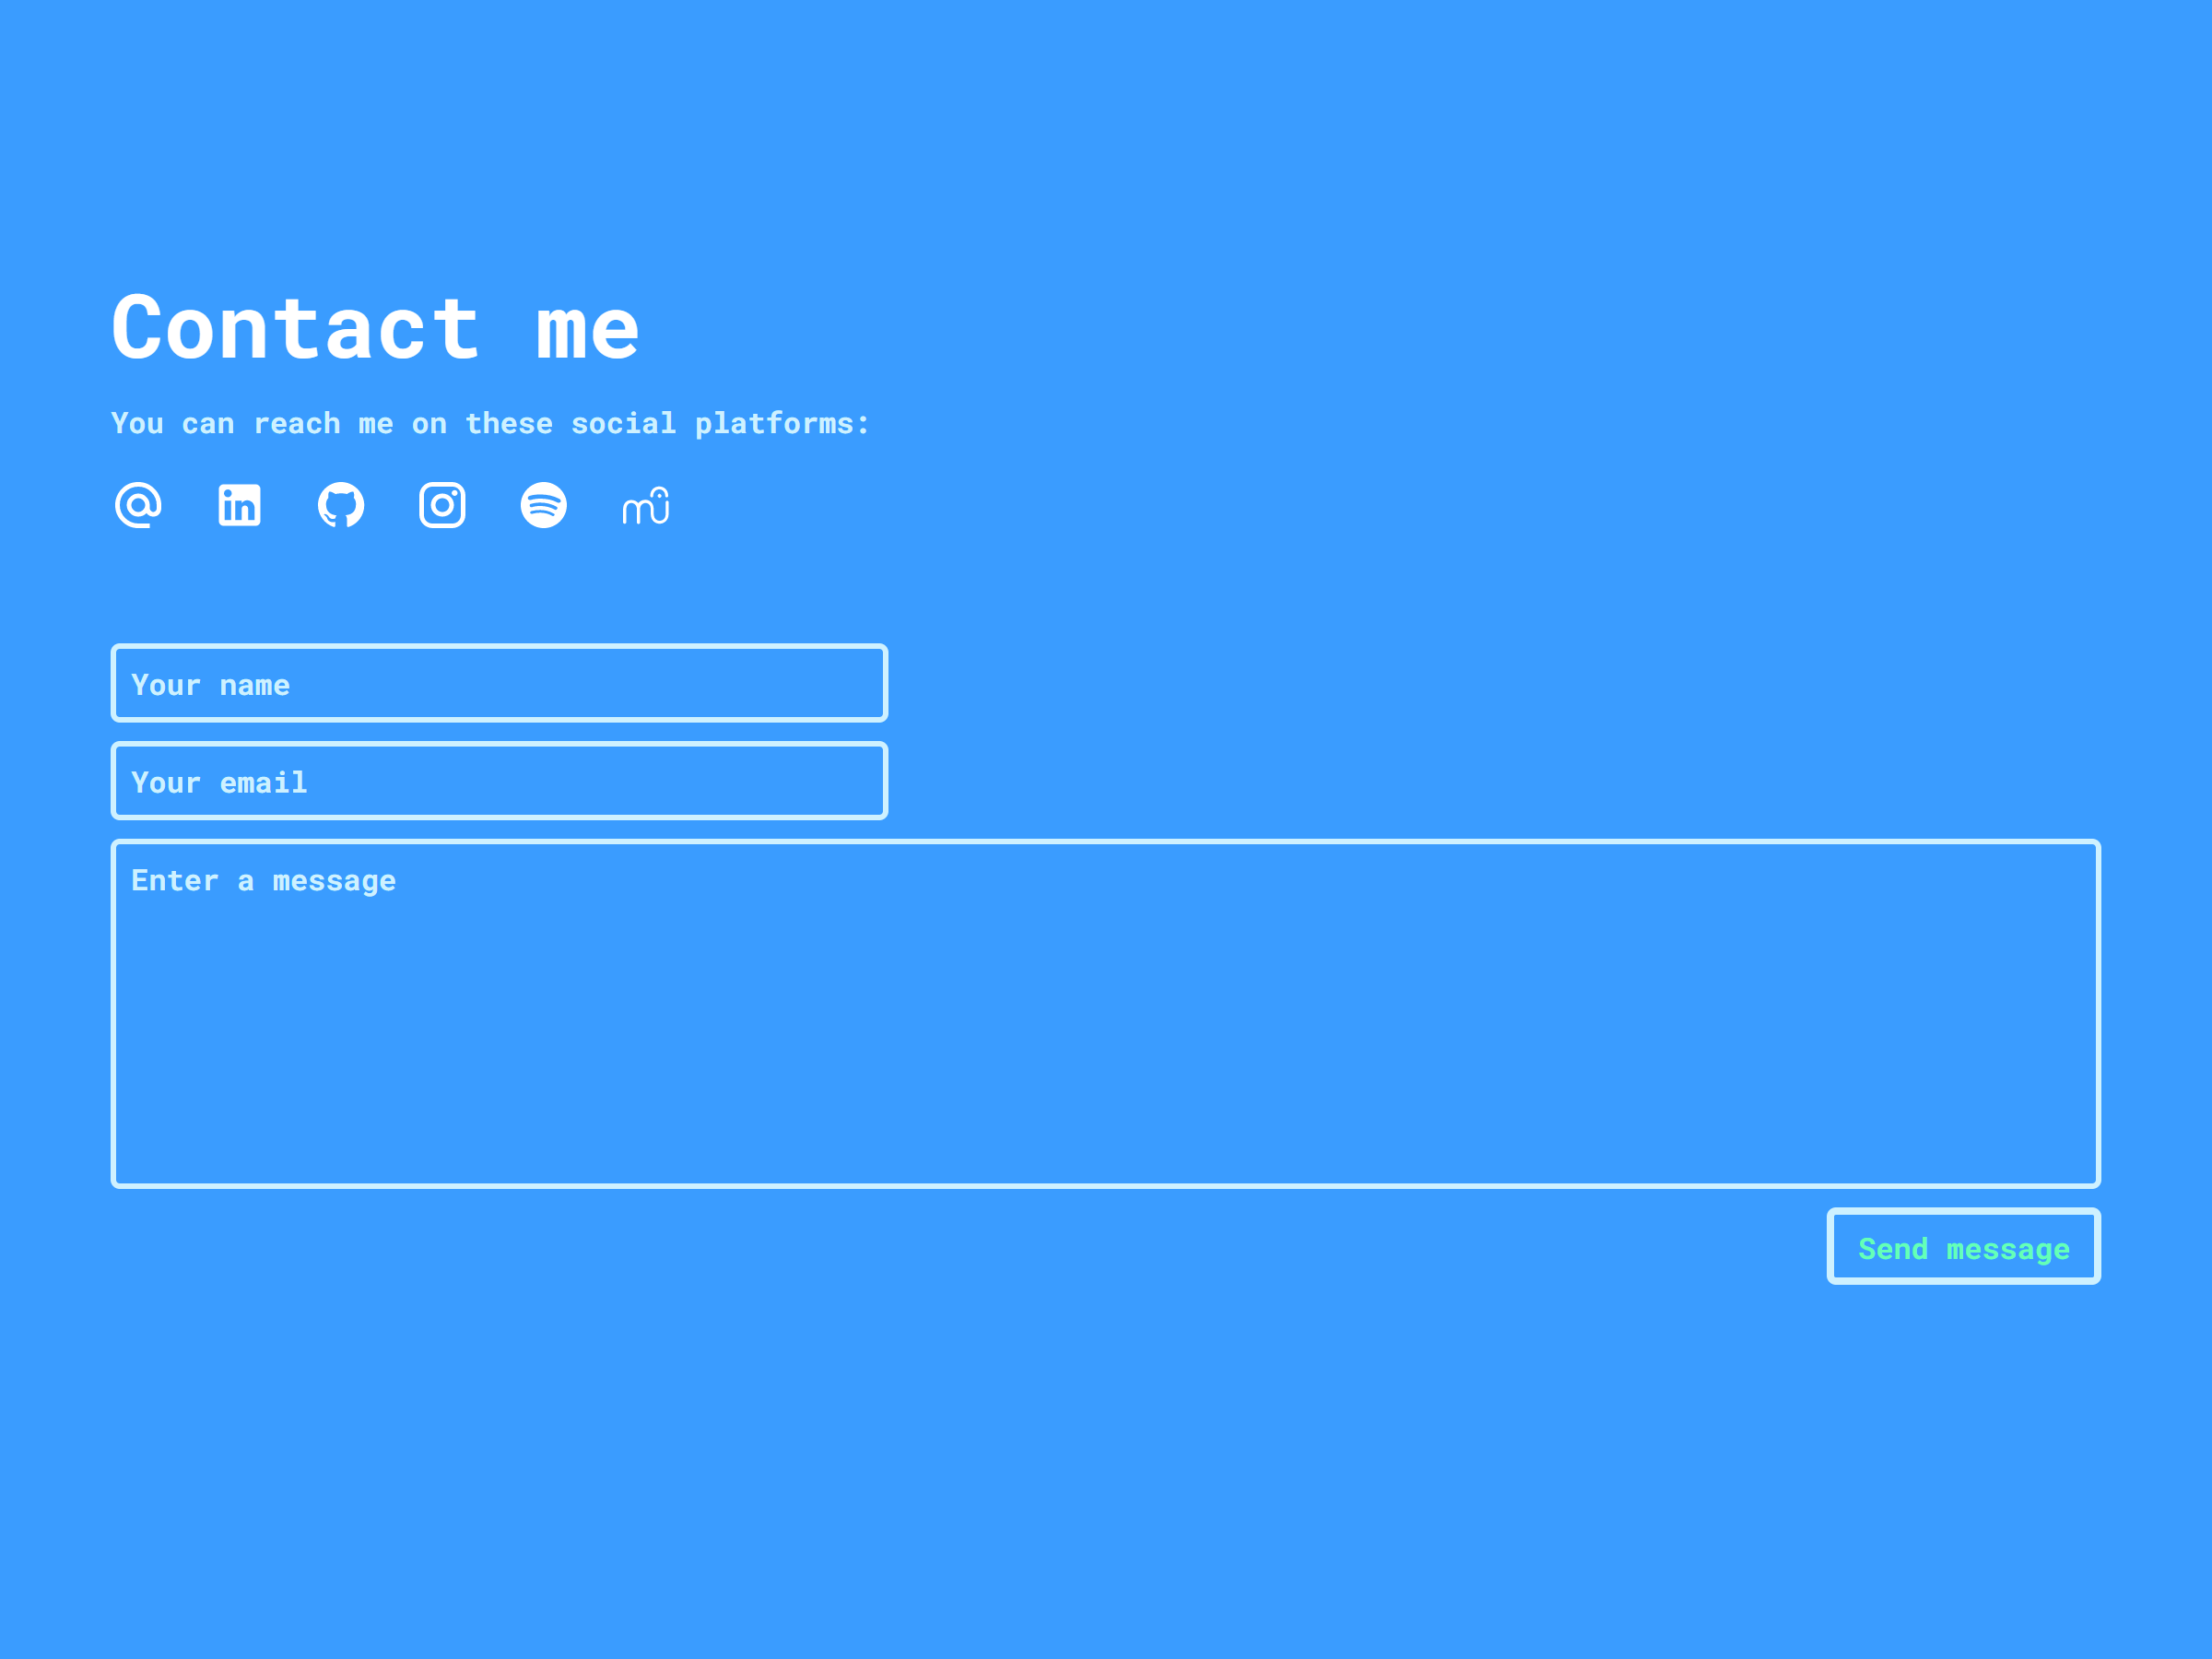 Contact me
You can reach me on these social platforms:
Your name
Your email
Enter a message
Send message